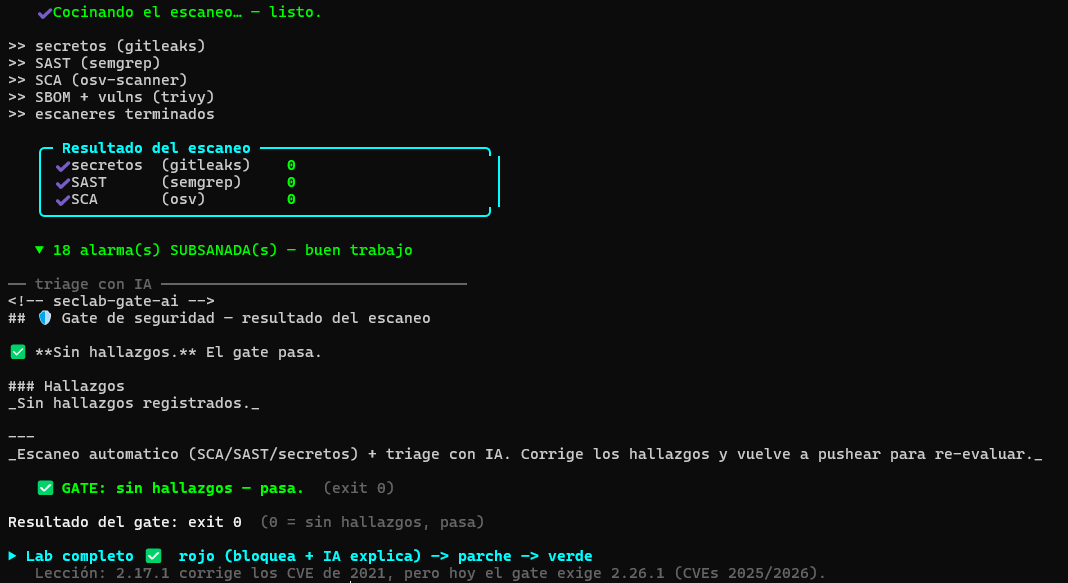 ✔Cocinando el escaneo… — listo.
>> secretos (gitleaks)
>> SAST (semgrep)
>> SCA (osv-scanner)
>> SBOM + vulns (trivy)
>> escaneres terminados
Resultado del escaneo
✔secretos (gitleaks) 0
✔SAST (semgrep) 0
✔SCA (osv) 0
▼ 18 alarma(s) SUBSANADA(s) — buen trabajo
── triage con IA ──
<!-- seclab-gate-ai -->
## 🛡️ Gate de seguridad — resultado del escaneo
✅ **Sin hallazgos.** El gate pasa.
### Hallazgos
_Sin hallazgos registrados._
---
_Escaneo automatico (SCA/SAST/secretos) + triage con IA. Corrige los hallazgos y vuelve a pushear para re-evaluar._
✅ GATE: sin hallazgos — pasa. (exit 0)
Resultado del gate: exit 0 (0 = sin hallazgos, pasa)
▶ Lab completo ✅ rojo (bloquea + IA explica) -> parche -> verde
Lección: 2.17.1 corrige los CVE de 2021, pero hoy el gate exige 2.26.1 (CVEs 2025/2026).